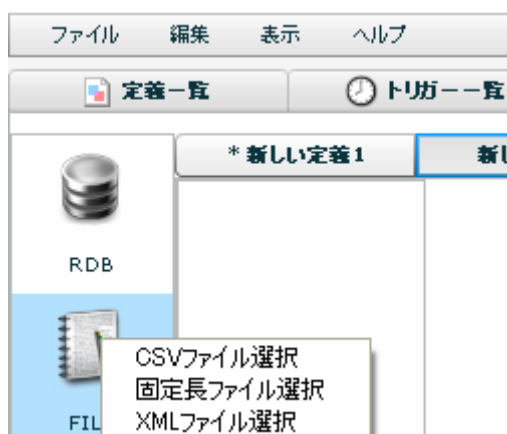 ファイル 編集 表示 ヘルプ
定義一覧 トリガー一覧
* 新しい定義1 新し
RDB
CSVファイル選択
固定長ファイル選択
FIL XMLファイル選択